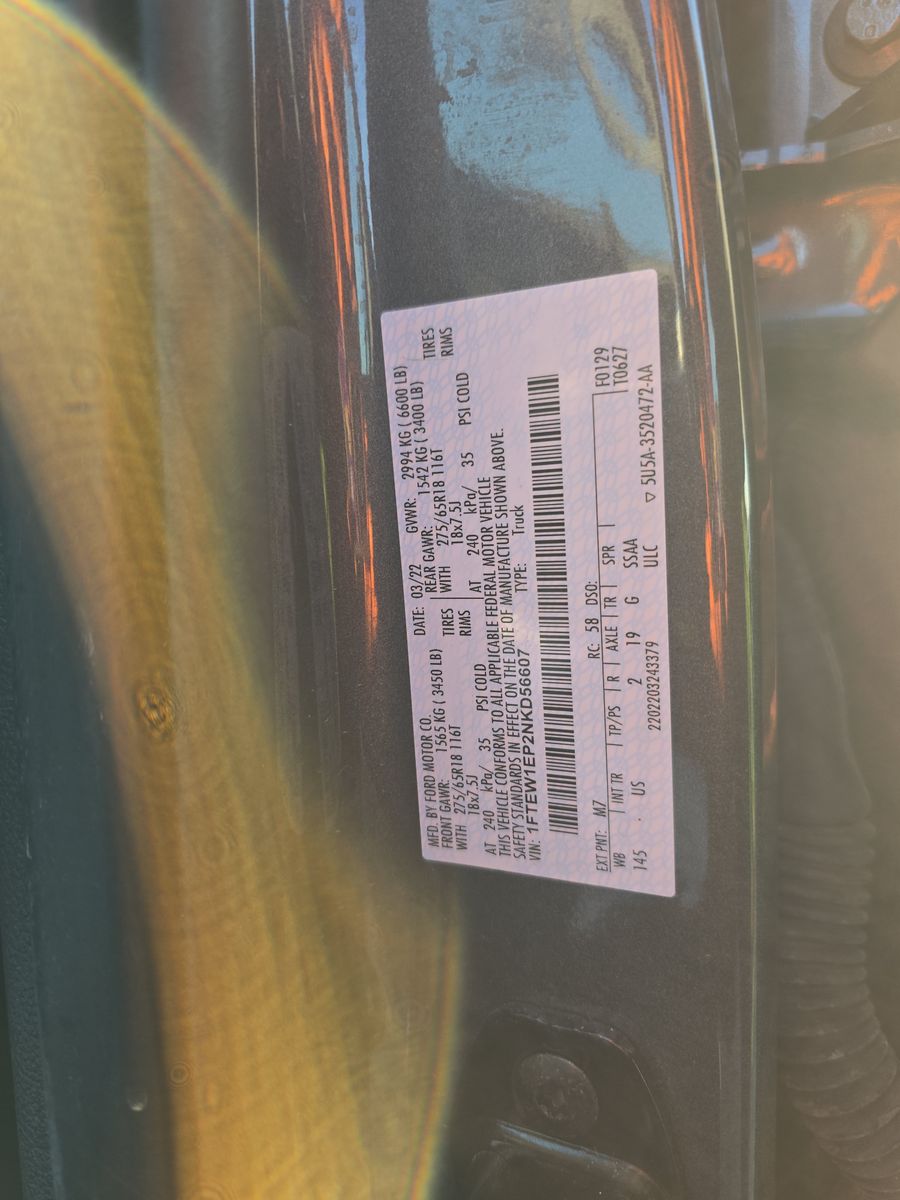 MFD. BY FORD MOTOR CO. DATE: 03/22 GVWR: 2994 KG ( 6600 LB)
FRONT GAWR: 1565 KG ( 3450 LB) REAR GAWR: 1542 KG ( 3400 LB)
WITH 275/65R18 116T TIRES WITH 275/65R18 116T TIRES
18x7.5J RIMS 18x7.5J RIMS
AT 240 kPa/ 35 PSI COLD AT 240 kPa/ 35 PSI COLD
THIS VEHICLE CONFORMS TO ALL APPLICABLE FEDERAL MOTOR VEHICLE
SAFETY STANDARDS IN EFFECT ON THE DATE OF MANUFACTURE SHOWN ABOVE.
VIN: 1FTEW1EP2NKD56607 TYPE: Truck
EXT PNT: M7 RC: 58 DSO: F0129
WB INT TR TP/PS R AXLE TR SPR T0627
145 . US 2 19 G SSAA
2202203243379 ULC ▽ 5U5A-3520472-AA